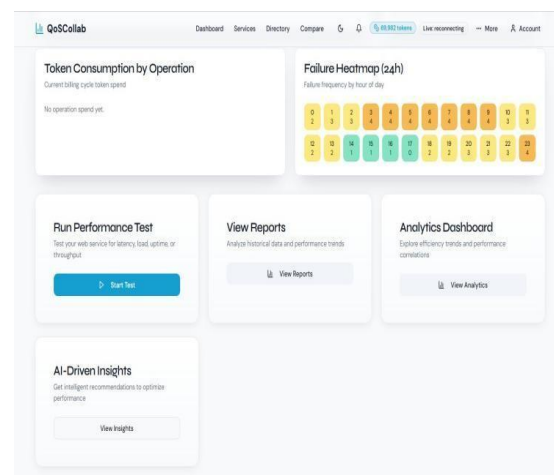 QoSCollab Dashboard Services Directory Compare 69,982 tokens Live: reconnecting ··· More Account
Token Consumption by Operation
Current billing cycle token spend
No operation spend yet.
Failure Heatmap (24h)
Failure frequency by hour of day
0 1 2 3 4 5 6 7 8 9 10 11
2 3 3 4 4 4 4 4 4 4 3 3
12 13 14 15 16 17 18 19 20 21 22 23
2 2 1 1 1 0 2 2 3 3 3 4
Run Performance Test
Test your web service for latency, load, uptime, or
throughput
Start Test
View Reports
Analyze historical data and performance trends
View Reports
Analytics Dashboard
Explore efficiency trends and performance
correlations
View Analytics
AI-Driven Insights
Get intelligent recommendations to optimize
performance
View Insights